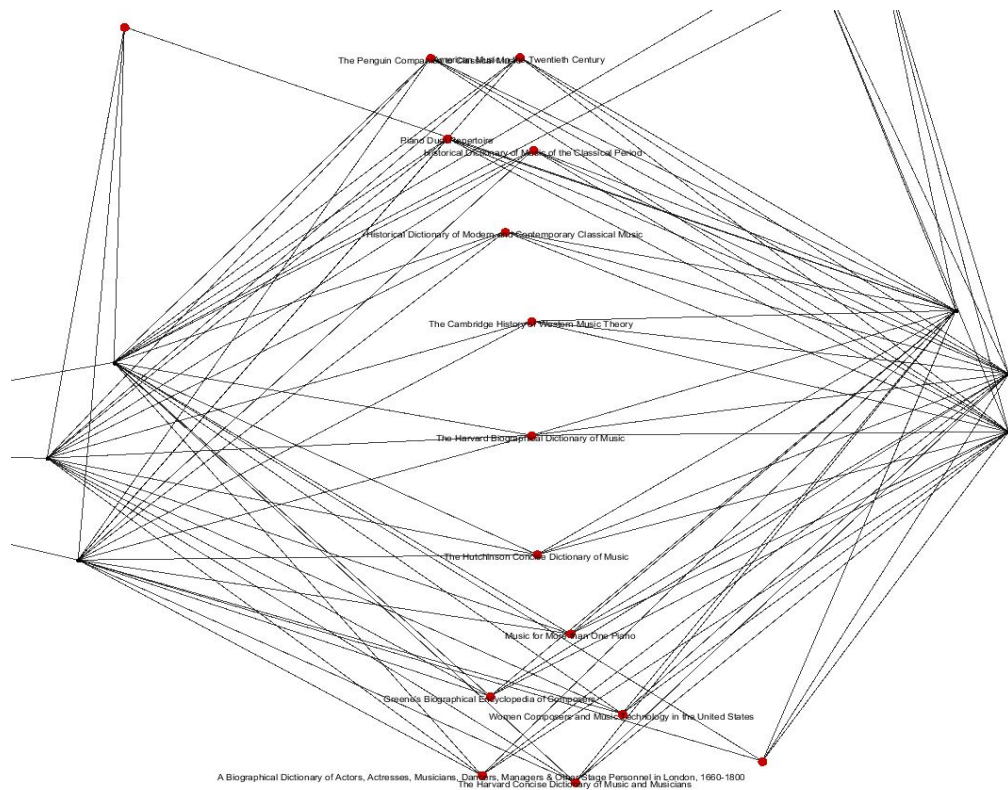 The Penguin Companion to Classical Music
American Music in the Twentieth Century
Piano Duet Repertoire
Historical Dictionary of Music of the Classical Period
Historical Dictionary of Modern and Contemporary Classical Music
The Cambridge History of Western Music Theory
The Harvard Biographical Dictionary of Music
The Hutchinson Concise Dictionary of Music
Music for More than One Piano
Greene's Biographical Encyclopedia of Composers
Women Composers and Music Technology in the United States
A Biographical Dictionary of Actors, Actresses, Musicians, Dancers, Managers & Other Stage Personnel in London, 1660-1800
The Harvard Concise Dictionary of Music and Musicians